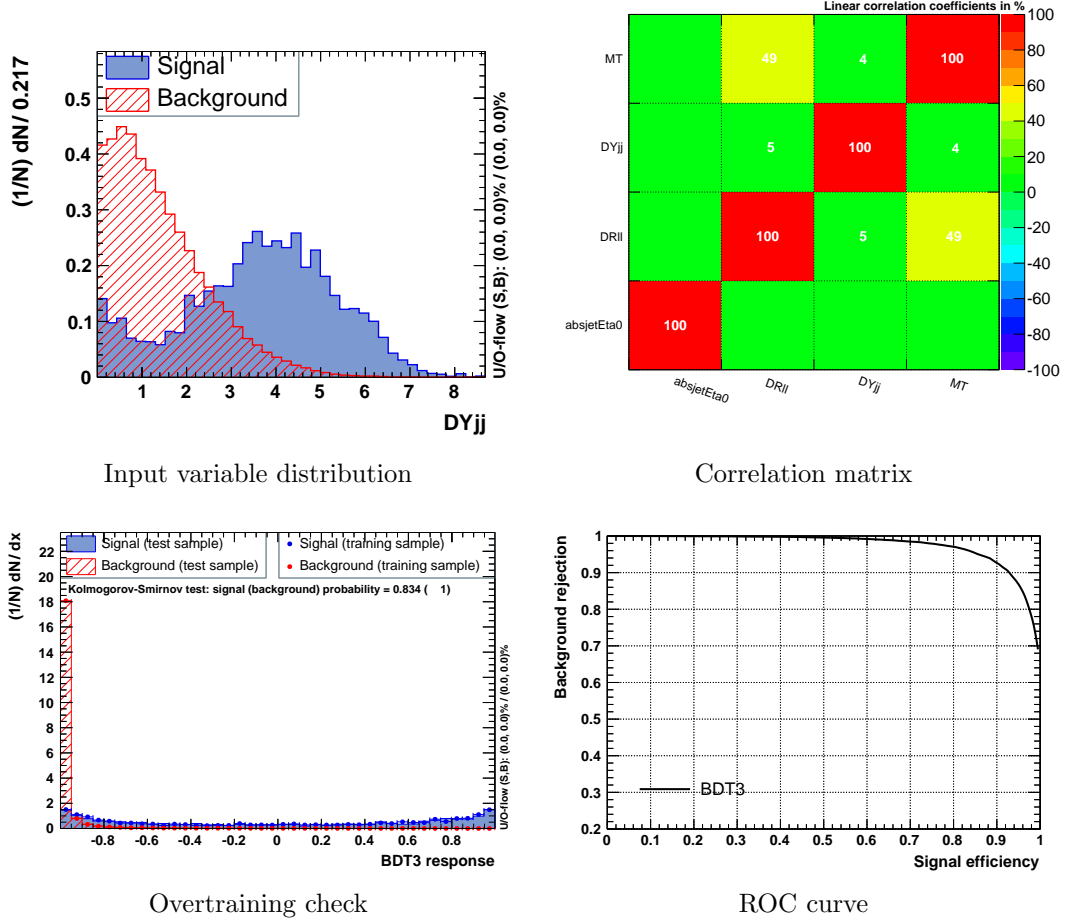 Signal
Background
(1/N) dN/ 0.217
0.5
0.4
0.3
0.2
0.1
0
1 2 3 4 5 6 7 8
DYjj
U/O-flow (S,B): (0.0, 0.0)% / (0.0, 0.0)%
Input variable distribution
Linear correlation coefficients in %
MT
DYjj
DRll
absjetEta0
49 4 100
5 100 4
100 5 49
100
absjetEta0 DRll DYjj MT
100
80
60
40
20
0
-20
-40
-60
-80
-100
Correlation matrix
Signal (test sample)
Background (test sample)
Signal (training sample)
Background (training sample)
Kolmogorov-Smirnov test: signal (background) probability = 0.834 ( 1)
(1/N) dN/ dx
22
20
18
16
14
12
10
8
6
4
2
0
-0.8 -0.6 -0.4 -0.2 0 0.2 0.4 0.6 0.8
BDT3 response
U/O-flow (S,B): (0.0, 0.0)% / (0.0, 0.0)%
Overtraining check
Background rejection
1
0.9
0.8
0.7
0.6
0.5
0.4
0.3
0.2
BDT3
0 0.1 0.2 0.3 0.4 0.5 0.6 0.7 0.8 0.9 1
Signal efficiency
ROC curve